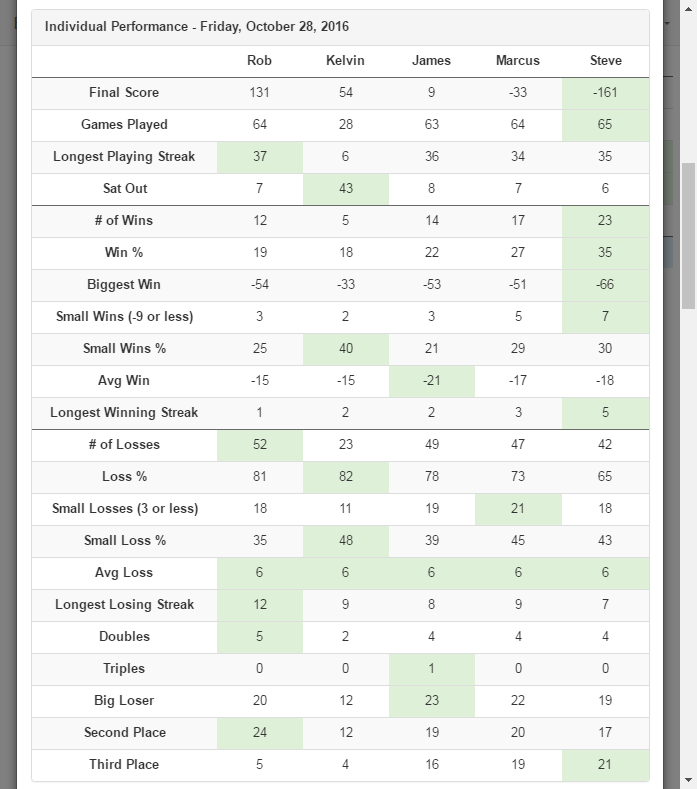 Individual Performance - Friday, October 28, 2016
Rob Kelvin James Marcus Steve
Final Score 131 54 9 -33 -161
Games Played 64 28 63 64 65
Longest Playing Streak 37 6 36 34 35
Sat Out 7 43 8 7 6
# of Wins 12 5 14 17 23
Win % 19 18 22 27 35
Biggest Win -54 -33 -53 -51 -66
Small Wins (-9 or less) 3 2 3 5 7
Small Wins % 25 40 21 29 30
Avg Win -15 -15 -21 -17 -18
Longest Winning Streak 1 2 2 3 5
# of Losses 52 23 49 47 42
Loss % 81 82 78 73 65
Small Losses (3 or less) 18 11 19 21 18
Small Loss % 35 48 39 45 43
Avg Loss 6 6 6 6 6
Longest Losing Streak 12 9 8 9 7
Doubles 5 2 4 4 4
Triples 0 0 1 0 0
Big Loser 20 12 23 22 19
Second Place 24 12 19 20 17
Third Place 5 4 16 19 21